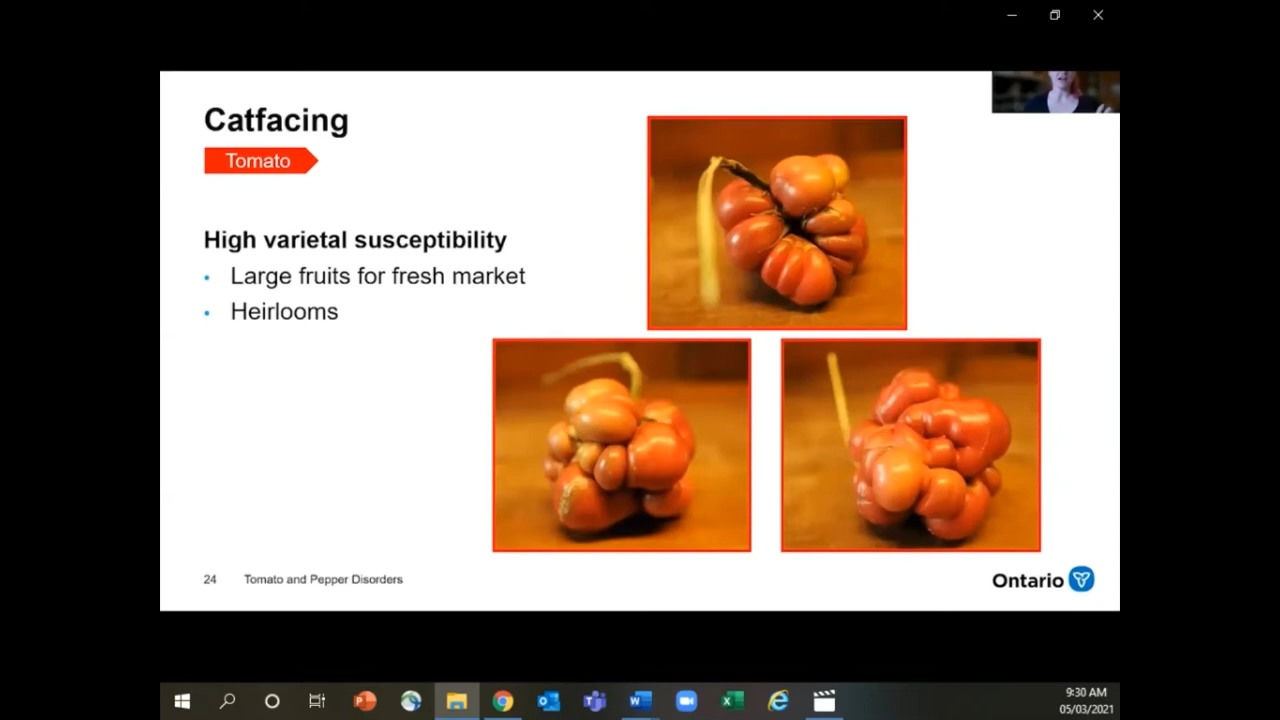 Catfacing
Tomato
High varietal susceptibility
• Large fruits for fresh market
• Heirlooms
24 Tomato and Pepper Disorders
Ontario
9:30 AM
05/03/2021